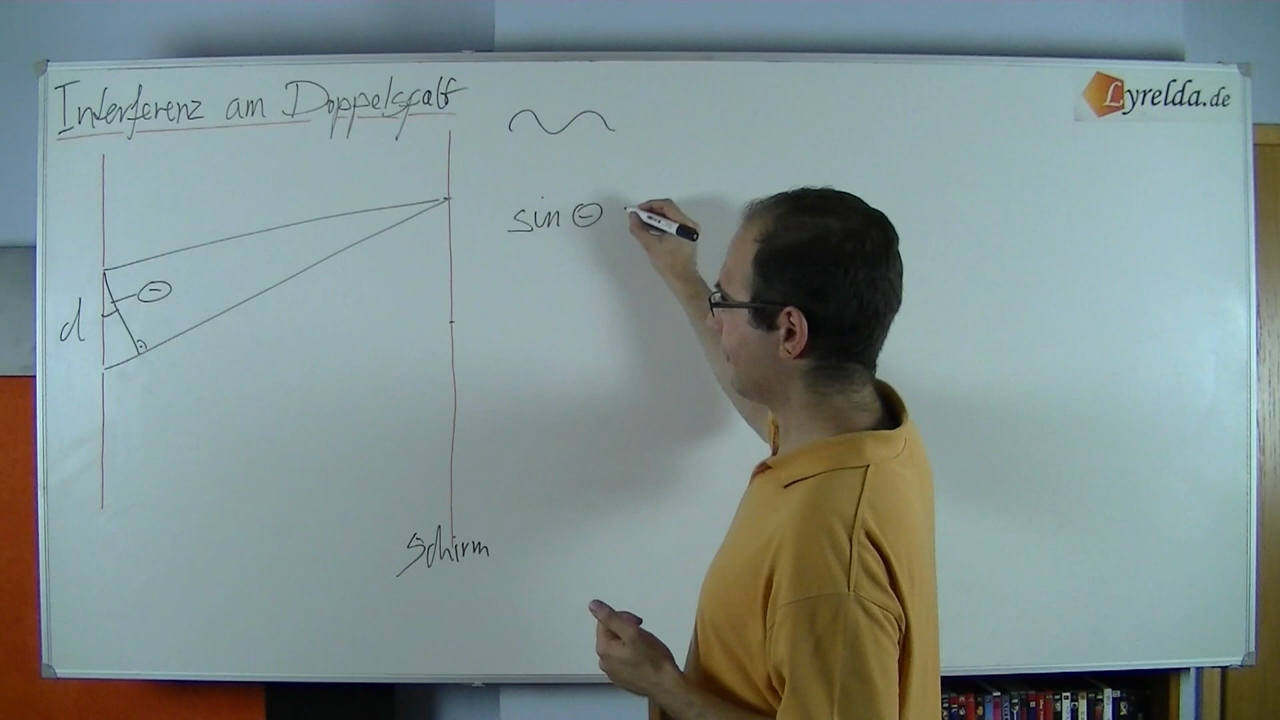 Interferenz am Doppelspalt
Lyrelda.de
sin Θ
Θ
d
Schirm